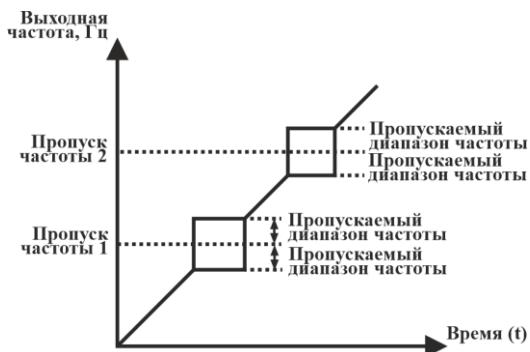 Выходная
частота, Гц
Пропуск
частоты 2
Пропускаемый
диапазон частоты
Пропускаемый
диапазон частоты
Пропуск
частоты 1
Пропускаемый
диапазон частоты
Пропускаемый
диапазон частоты
Время (t)